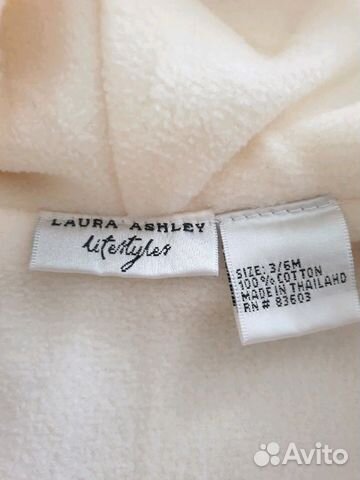 LAURA ASHLEY
lifestyles
SIZE: 3/6M
100% COTTON
MADE IN THAILAND
RN # 83603
Avito